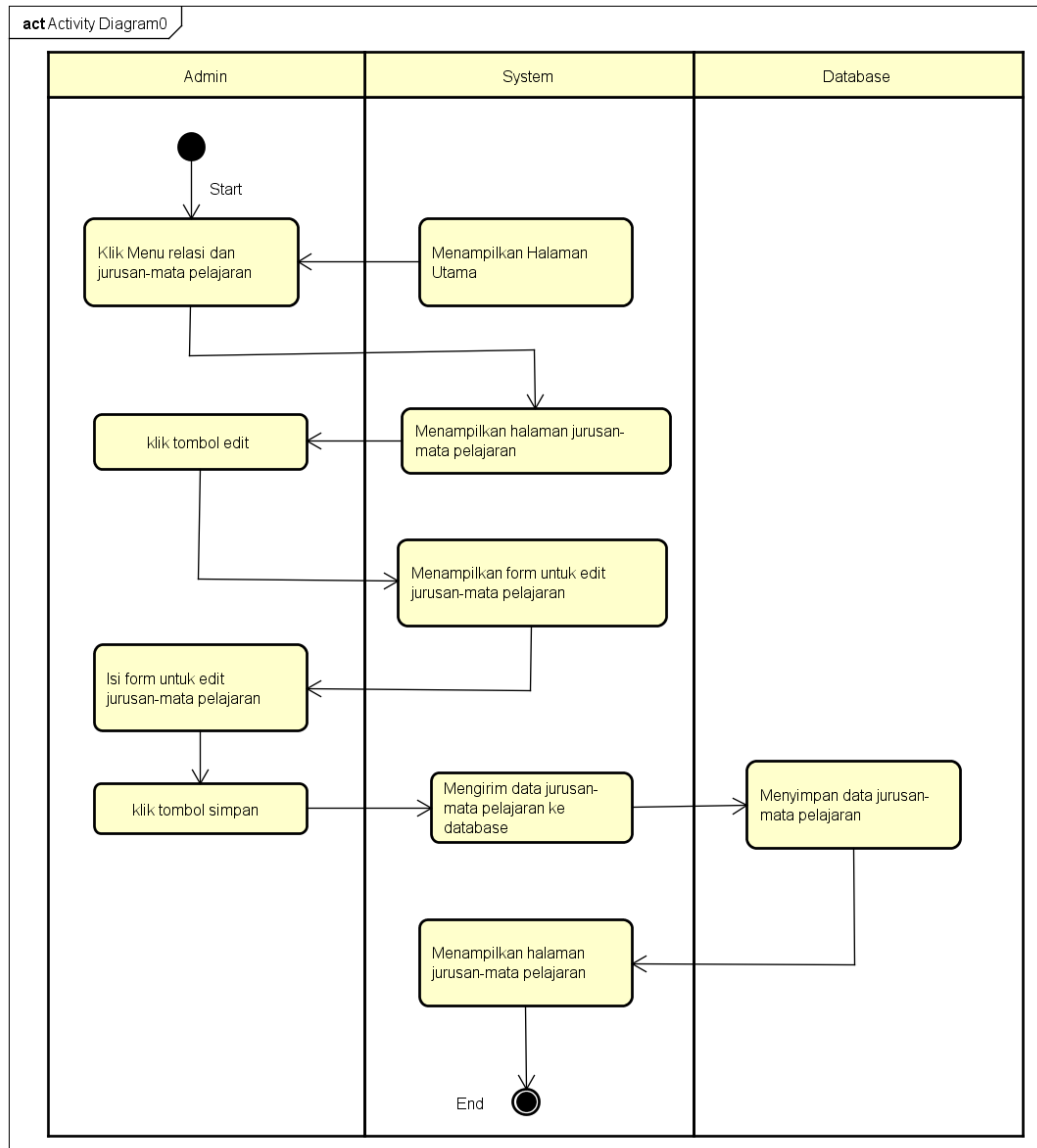 act Activity Diagram0
Admin
System
Database
Start
Klik Menu relasi dan
jurusan-mata pelajaran
Menampilkan Halaman
Utama
klik tombol edit
Menampilkan halaman jurusan-
mata pelajaran
Menampilkan form untuk edit
jurusan-mata pelajaran
Isi form untuk edit
jurusan-mata pelajaran
klik tombol simpan
Mengirim data jurusan-
mata pelajaran ke
database
Menyimpan data jurusan-
mata pelajaran
Menampilkan halaman
jurusan-mata pelajaran
End